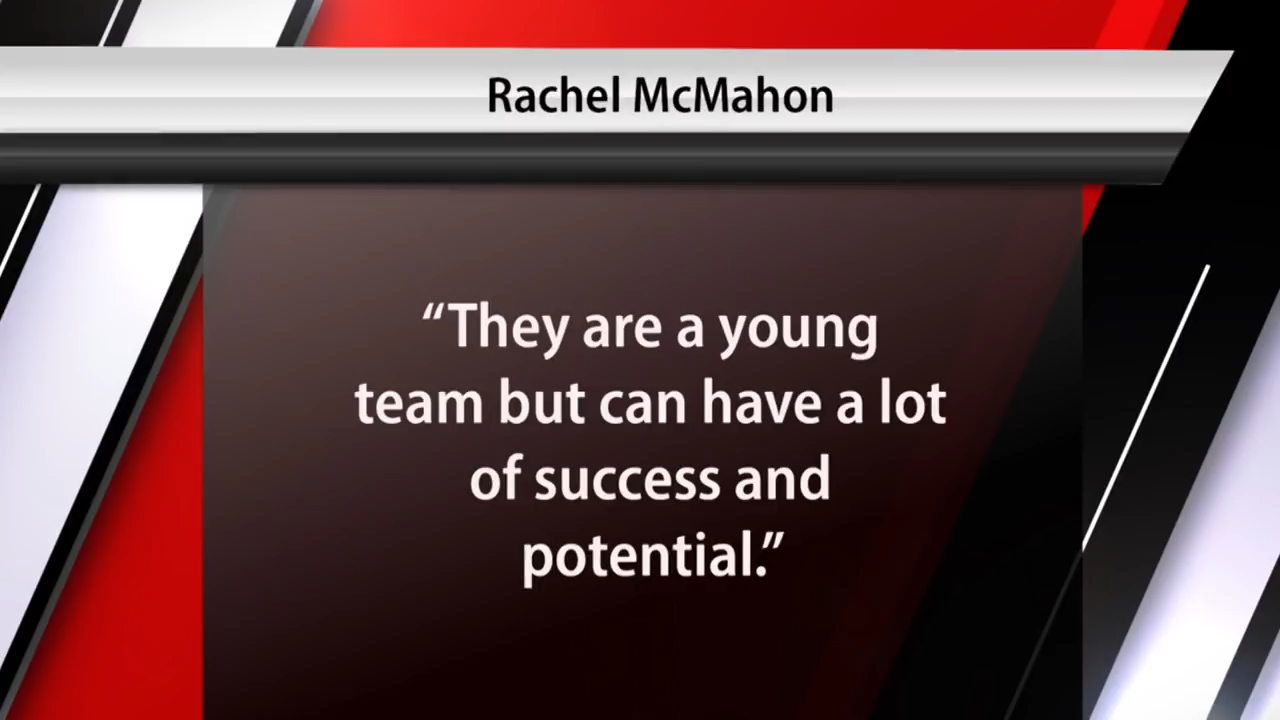 Rachel McMahon
“They are a young
team but can have a lot
of success and
potential.”